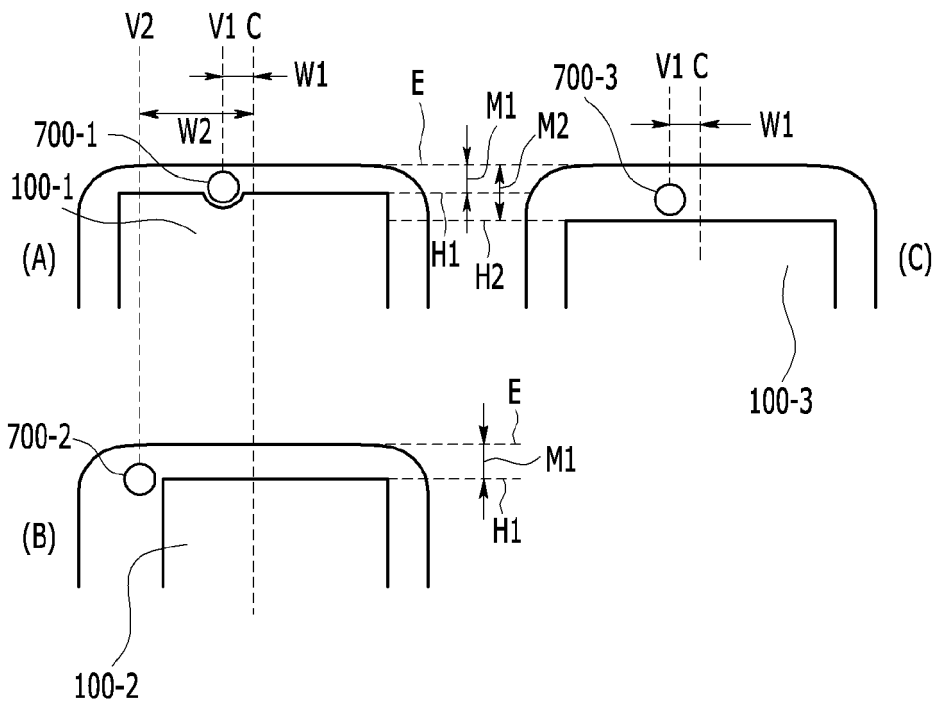 V2 V1 C
W1
E
M1
M2
V1 C
700-3
W1
W2
700-1
100-1
H1
H2
(A)
(C)
100-3
E
700-2
M1
H1
(B)
100-2